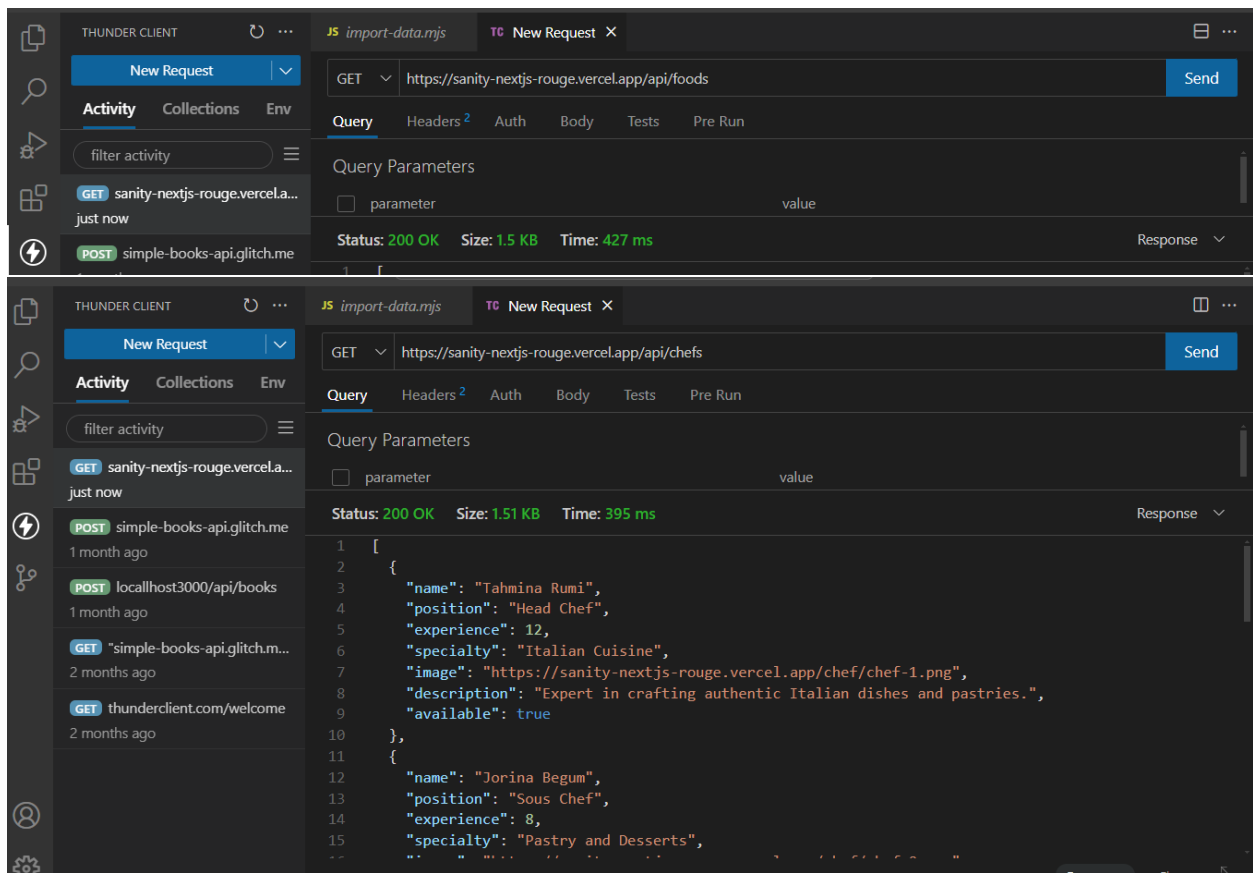 THUNDER CLIENT
JS import-data.mjs
TC New Request ×
New Request
GET
https://sanity-nextjs-rouge.vercel.app/api/foods
Send
Activity Collections Env
Query Headers 2 Auth Body Tests Pre Run
filter activity
Query Parameters
GET sanity-nextjs-rouge.vercel.a...
just now
parameter value
Status: 200 OK Size: 1.5 KB Time: 427 ms
Response
POST simple-books-api.glitch.me
1 [
THUNDER CLIENT
JS import-data.mjs
TC New Request ×
New Request
GET
https://sanity-nextjs-rouge.vercel.app/api/chefs
Send
Activity Collections Env
Query Headers 2 Auth Body Tests Pre Run
filter activity
Query Parameters
GET sanity-nextjs-rouge.vercel.a...
just now
parameter value
Status: 200 OK Size: 1.51 KB Time: 395 ms
Response
POST simple-books-api.glitch.me
1 month ago
POST locallhost3000/api/books
1 month ago
GET "simple-books-api.glitch.m...
2 months ago
GET thunderclient.com/welcome
2 months ago
1 [
2 {
3 "name": "Tahmina Rumi",
4 "position": "Head Chef",
5 "experience": 12,
6 "specialty": "Italian Cuisine",
7 "image": "https://sanity-nextjs-rouge.vercel.app/chef/chef-1.png",
8 "description": "Expert in crafting authentic Italian dishes and pastries.",
9 "available": true
10 },
11 {
12 "name": "Jorina Begum",
13 "position": "Sous Chef",
14 "experience": 8,
15 "specialty": "Pastry and Desserts",